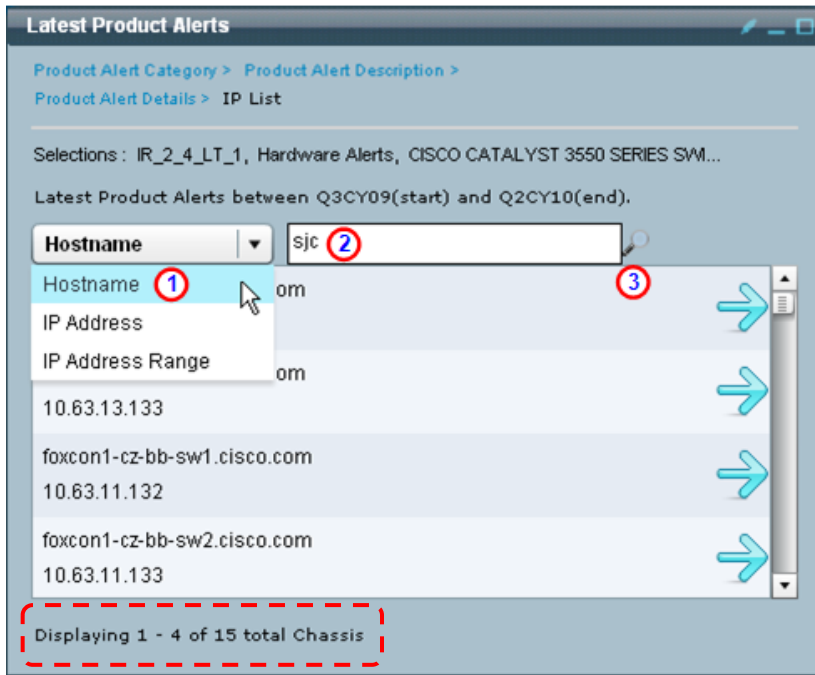 Latest Product Alerts
Product Alert Category > Product Alert Description >
Product Alert Details > IP List
Selections : IR_2_4_LT_1, Hardware Alerts, CISCO CATALYST 3550 SERIES SWI...
Latest Product Alerts between Q3CY09(start) and Q2CY10(end).
Hostname
sjc 2
Hostname 1
om
3
IP Address
IP Address Range
om
10.63.13.133
foxcon1-cz-bb-sw1.cisco.com
10.63.11.132
foxcon1-cz-bb-sw2.cisco.com
10.63.11.133
Displaying 1 - 4 of 15 total Chassis